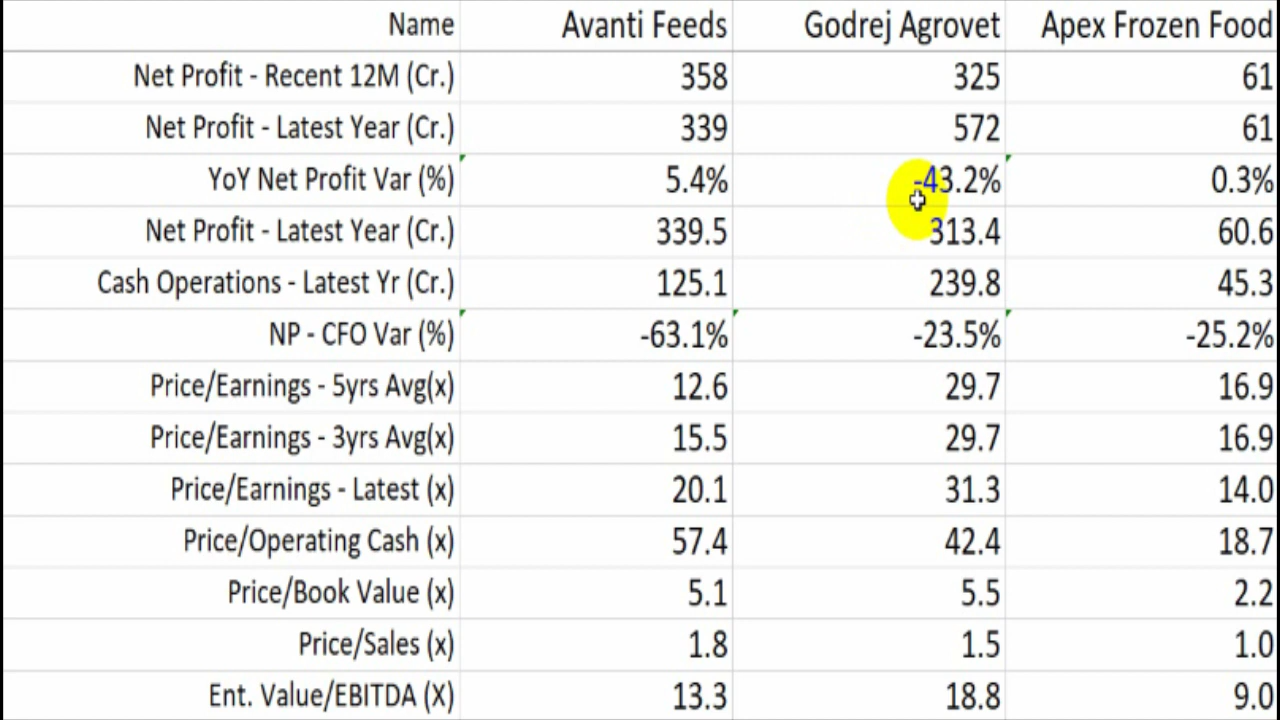 Name Avanti Feeds Godrej Agrovet Apex Frozen Food
Net Profit - Recent 12M (Cr.) 358 325 61
Net Profit - Latest Year (Cr.) 339 572 61
YoY Net Profit Var (%) 5.4% -43.2% 0.3%
Net Profit - Latest Year (Cr.) 339.5 313.4 60.6
Cash Operations - Latest Yr (Cr.) 125.1 239.8 45.3
NP - CFO Var (%) -63.1% -23.5% -25.2%
Price/Earnings - 5yrs Avg(x) 12.6 29.7 16.9
Price/Earnings - 3yrs Avg(x) 15.5 29.7 16.9
Price/Earnings - Latest (x) 20.1 31.3 14.0
Price/Operating Cash (x) 57.4 42.4 18.7
Price/Book Value (x) 5.1 5.5 2.2
Price/Sales (x) 1.8 1.5 1.0
Ent. Value/EBITDA (X) 13.3 18.8 9.0